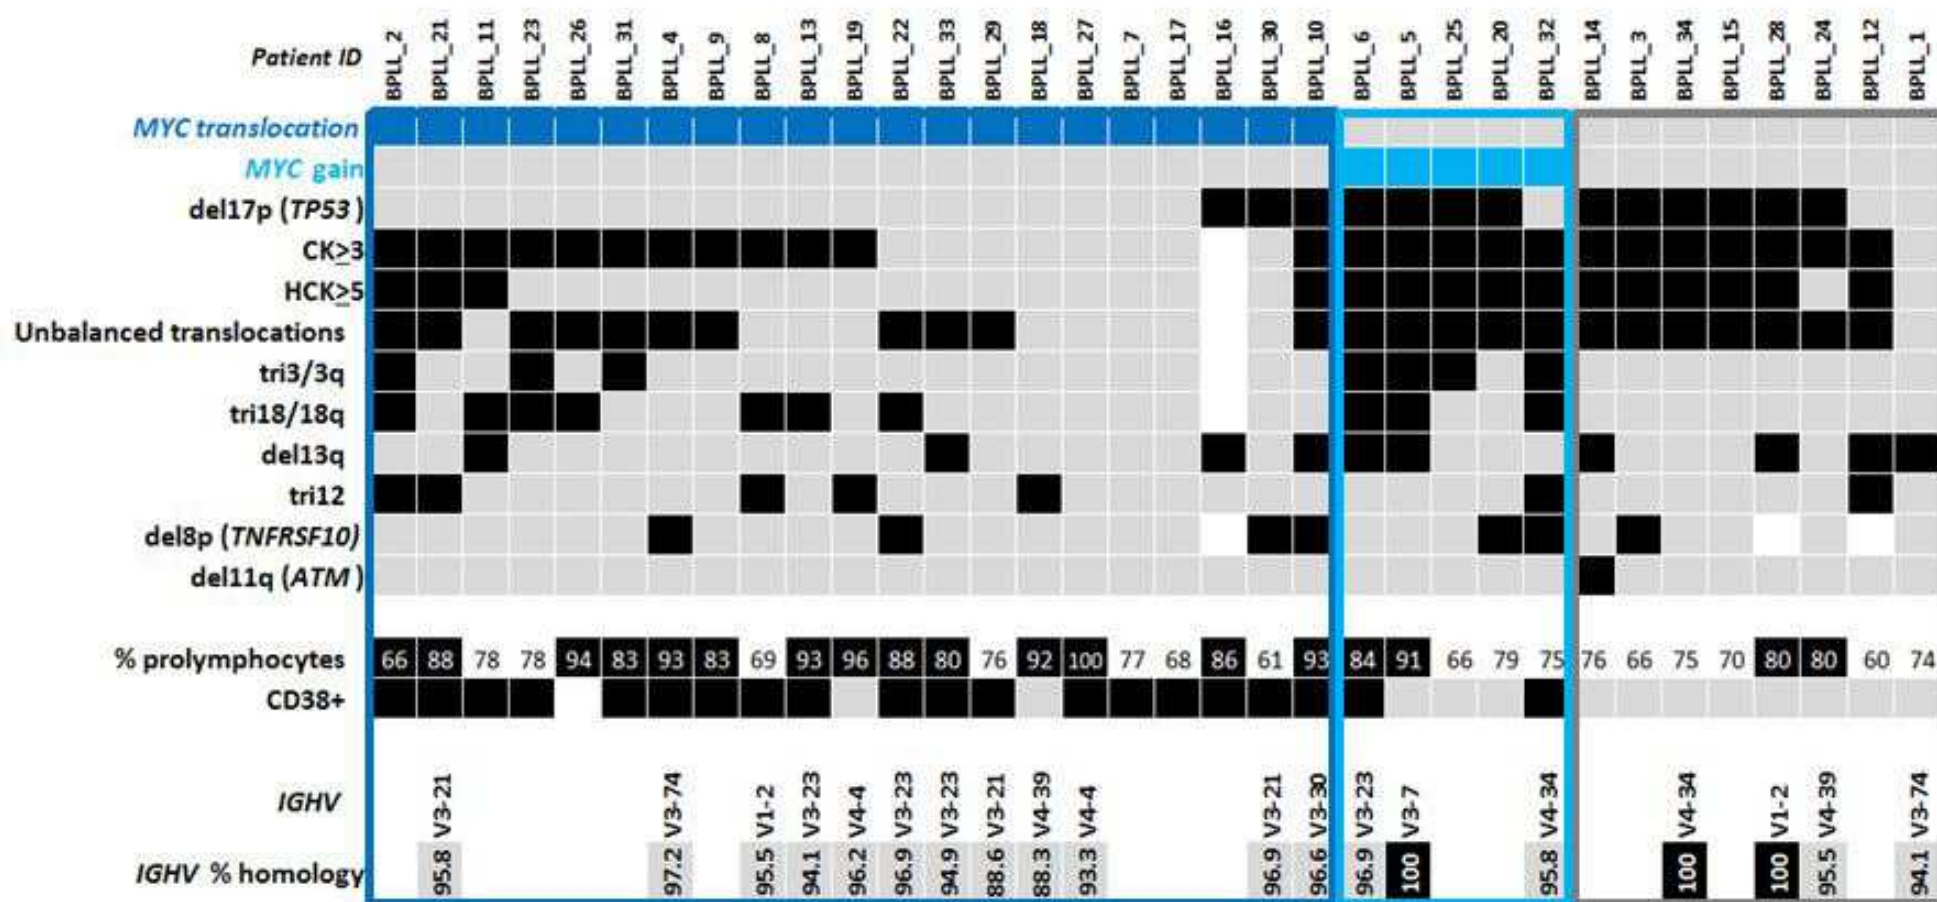 Patient ID BPLL_2 BPLL_21 BPLL_11 BPLL_23 BPLL_26 BPLL_31 BPLL_4 BPLL_9 BPLL_8 BPLL_13 BPLL_19 BPLL_22 BPLL_33 BPLL_29 BPLL_18 BPLL_27 BPLL_7 BPLL_17 BPLL_16 BPLL_30 BPLL_10 BPLL_6 BPLL_5 BPLL_25 BPLL_20 BPLL_32 BPLL_14 BPLL_3 BPLL_34 BPLL_15 BPLL_28 BPLL_24 BPLL_12 BPLL_1
MYC translocation
MYC gain
del17p (TP53 )
CK≥3
HCK≥5
Unbalanced translocations
tri3/3q
tri18/18q
del13q
tri12
del8p (TNFRSF10)
del11q (ATM )
% prolymphocytes 66 88 78 78 94 83 93 83 69 93 96 88 80 76 92 100 77 68 86 61 93 84 91 66 79 75 76 66 75 70 80 80 60 74
CD38+
IGHV V3-21 V3-74 V1-2 V3-23 V4-4 V3-23 V3-23 V3-21 V4-39 V4-4 V3-21 V3-30 V3-23 V3-7 V4-34 V4-34 V1-2 V4-39 V3-74
IGHV % homology 95.8 97.2 95.5 94.1 96.2 96.9 94.9 88.6 88.3 93.3 96.9 96.6 96.9 100 95.8 100 100 95.5 94.1